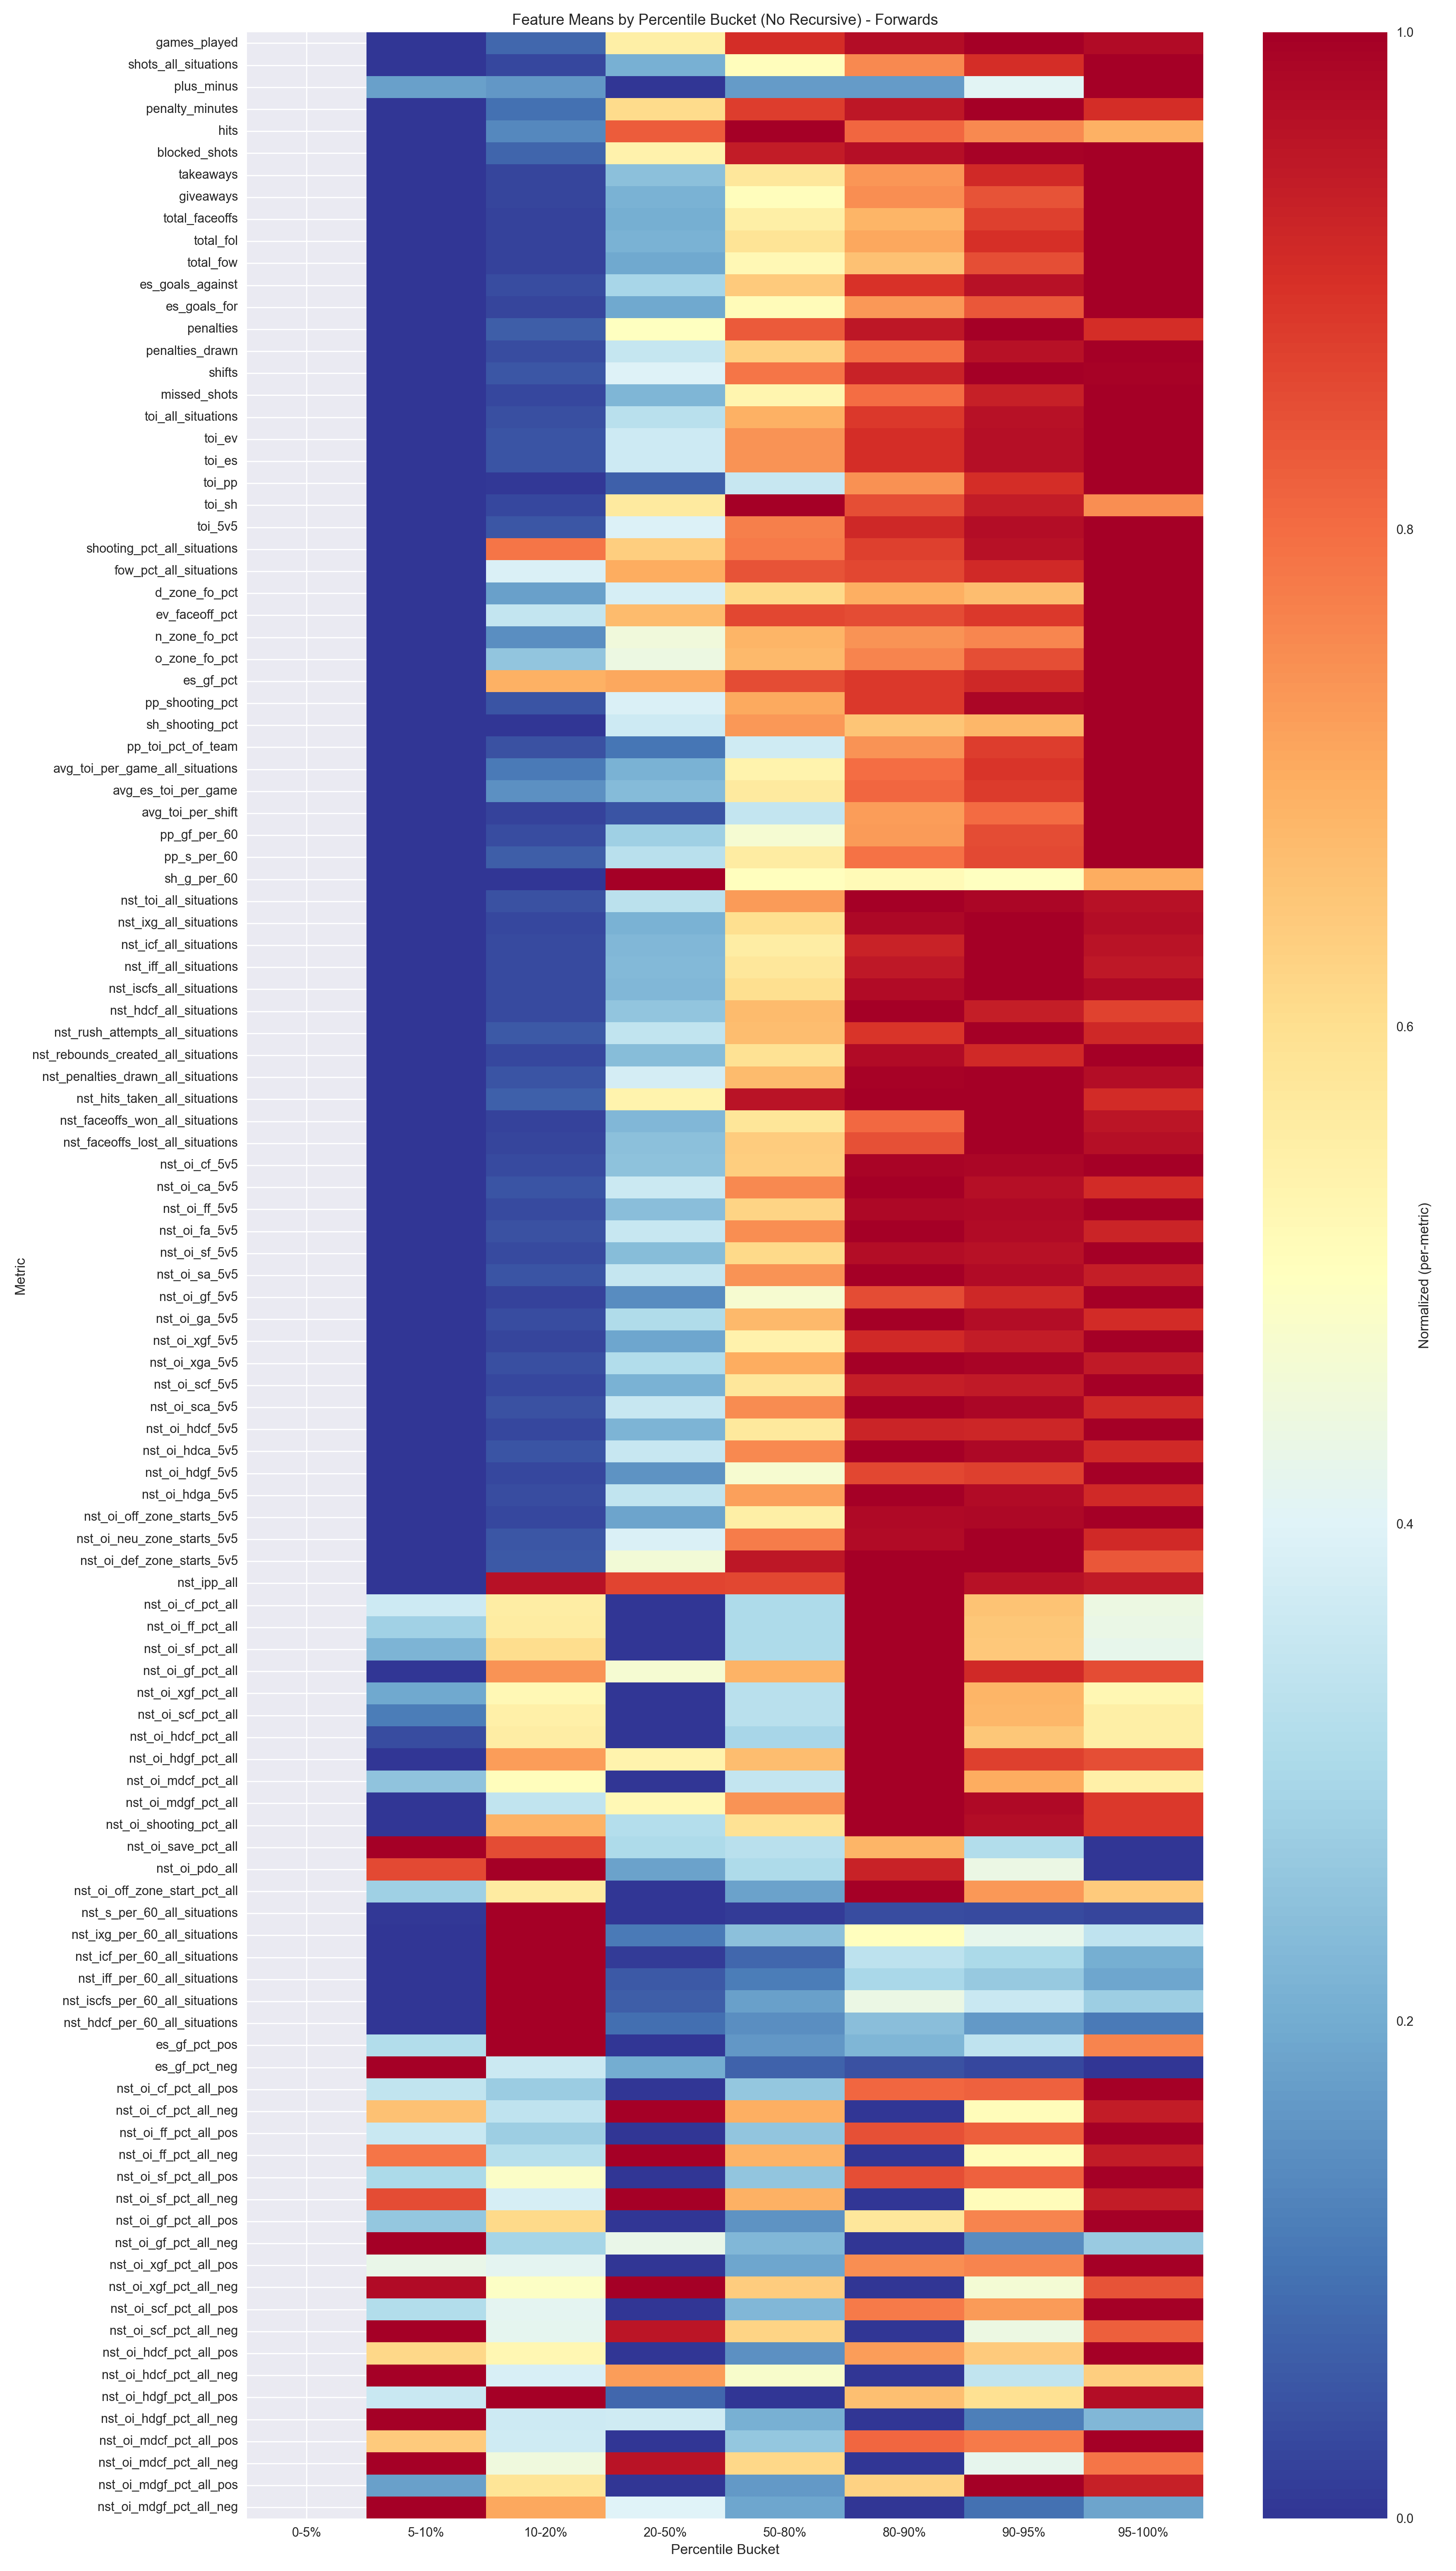 Feature Means by Percentile Bucket (No Recursive) - Forwards
games_played
shots_all_situations
plus_minus
penalty_minutes
hits
blocked_shots
takeaways
giveaways
total_faceoffs
total_fol
total_fow
es_goals_against
es_goals_for
penalties
penalties_drawn
shifts
missed_shots
toi_all_situations
toi_ev
toi_es
toi_pp
toi_sh
toi_5v5
shooting_pct_all_situations
fow_pct_all_situations
d_zone_fo_pct
ev_faceoff_pct
n_zone_fo_pct
o_zone_fo_pct
es_gf_pct
pp_shooting_pct
sh_shooting_pct
pp_toi_pct_of_team
avg_toi_per_game_all_situations
avg_es_toi_per_game
avg_toi_per_shift
pp_gf_per_60
pp_s_per_60
sh_g_per_60
nst_toi_all_situations
nst_ixg_all_situations
nst_icf_all_situations
nst_iff_all_situations
nst_iscfs_all_situations
nst_hdcf_all_situations
nst_rush_attempts_all_situations
nst_rebounds_created_all_situations
nst_penalties_drawn_all_situations
nst_hits_taken_all_situations
nst_faceoffs_won_all_situations
nst_faceoffs_lost_all_situations
nst_oi_cf_5v5
nst_oi_ca_5v5
nst_oi_ff_5v5
nst_oi_fa_5v5
nst_oi_sf_5v5
nst_oi_sa_5v5
nst_oi_gf_5v5
nst_oi_ga_5v5
nst_oi_xgf_5v5
nst_oi_xga_5v5
nst_oi_scf_5v5
nst_oi_sca_5v5
nst_oi_hdcf_5v5
nst_oi_hdca_5v5
nst_oi_hdgf_5v5
nst_oi_hdga_5v5
nst_oi_off_zone_starts_5v5
nst_oi_neu_zone_starts_5v5
nst_oi_def_zone_starts_5v5
nst_ipp_all
nst_oi_cf_pct_all
nst_oi_ff_pct_all
nst_oi_sf_pct_all
nst_oi_gf_pct_all
nst_oi_xgf_pct_all
nst_oi_scf_pct_all
nst_oi_hdcf_pct_all
nst_oi_hdgf_pct_all
nst_oi_mdcf_pct_all
nst_oi_mdgf_pct_all
nst_oi_shooting_pct_all
nst_oi_save_pct_all
nst_oi_pdo_all
nst_oi_off_zone_start_pct_all
nst_s_per_60_all_situations
nst_ixg_per_60_all_situations
nst_icf_per_60_all_situations
nst_iff_per_60_all_situations
nst_iscfs_per_60_all_situations
nst_hdcf_per_60_all_situations
es_gf_pct_pos
es_gf_pct_neg
nst_oi_cf_pct_all_pos
nst_oi_cf_pct_all_neg
nst_oi_ff_pct_all_pos
nst_oi_ff_pct_all_neg
nst_oi_sf_pct_all_pos
nst_oi_sf_pct_all_neg
nst_oi_gf_pct_all_pos
nst_oi_gf_pct_all_neg
nst_oi_xgf_pct_all_pos
nst_oi_xgf_pct_all_neg
nst_oi_scf_pct_all_pos
nst_oi_scf_pct_all_neg
nst_oi_hdcf_pct_all_pos
nst_oi_hdcf_pct_all_neg
nst_oi_hdgf_pct_all_pos
nst_oi_hdgf_pct_all_neg
nst_oi_mdcf_pct_all_pos
nst_oi_mdcf_pct_all_neg
nst_oi_mdgf_pct_all_pos
nst_oi_mdgf_pct_all_neg
Metric
0-5% 5-10% 10-20% 20-50% 50-80% 80-90% 90-95% 95-100%
Percentile Bucket
1.0
0.8
0.6
0.4
0.2
0.0
Normalized (per-metric)